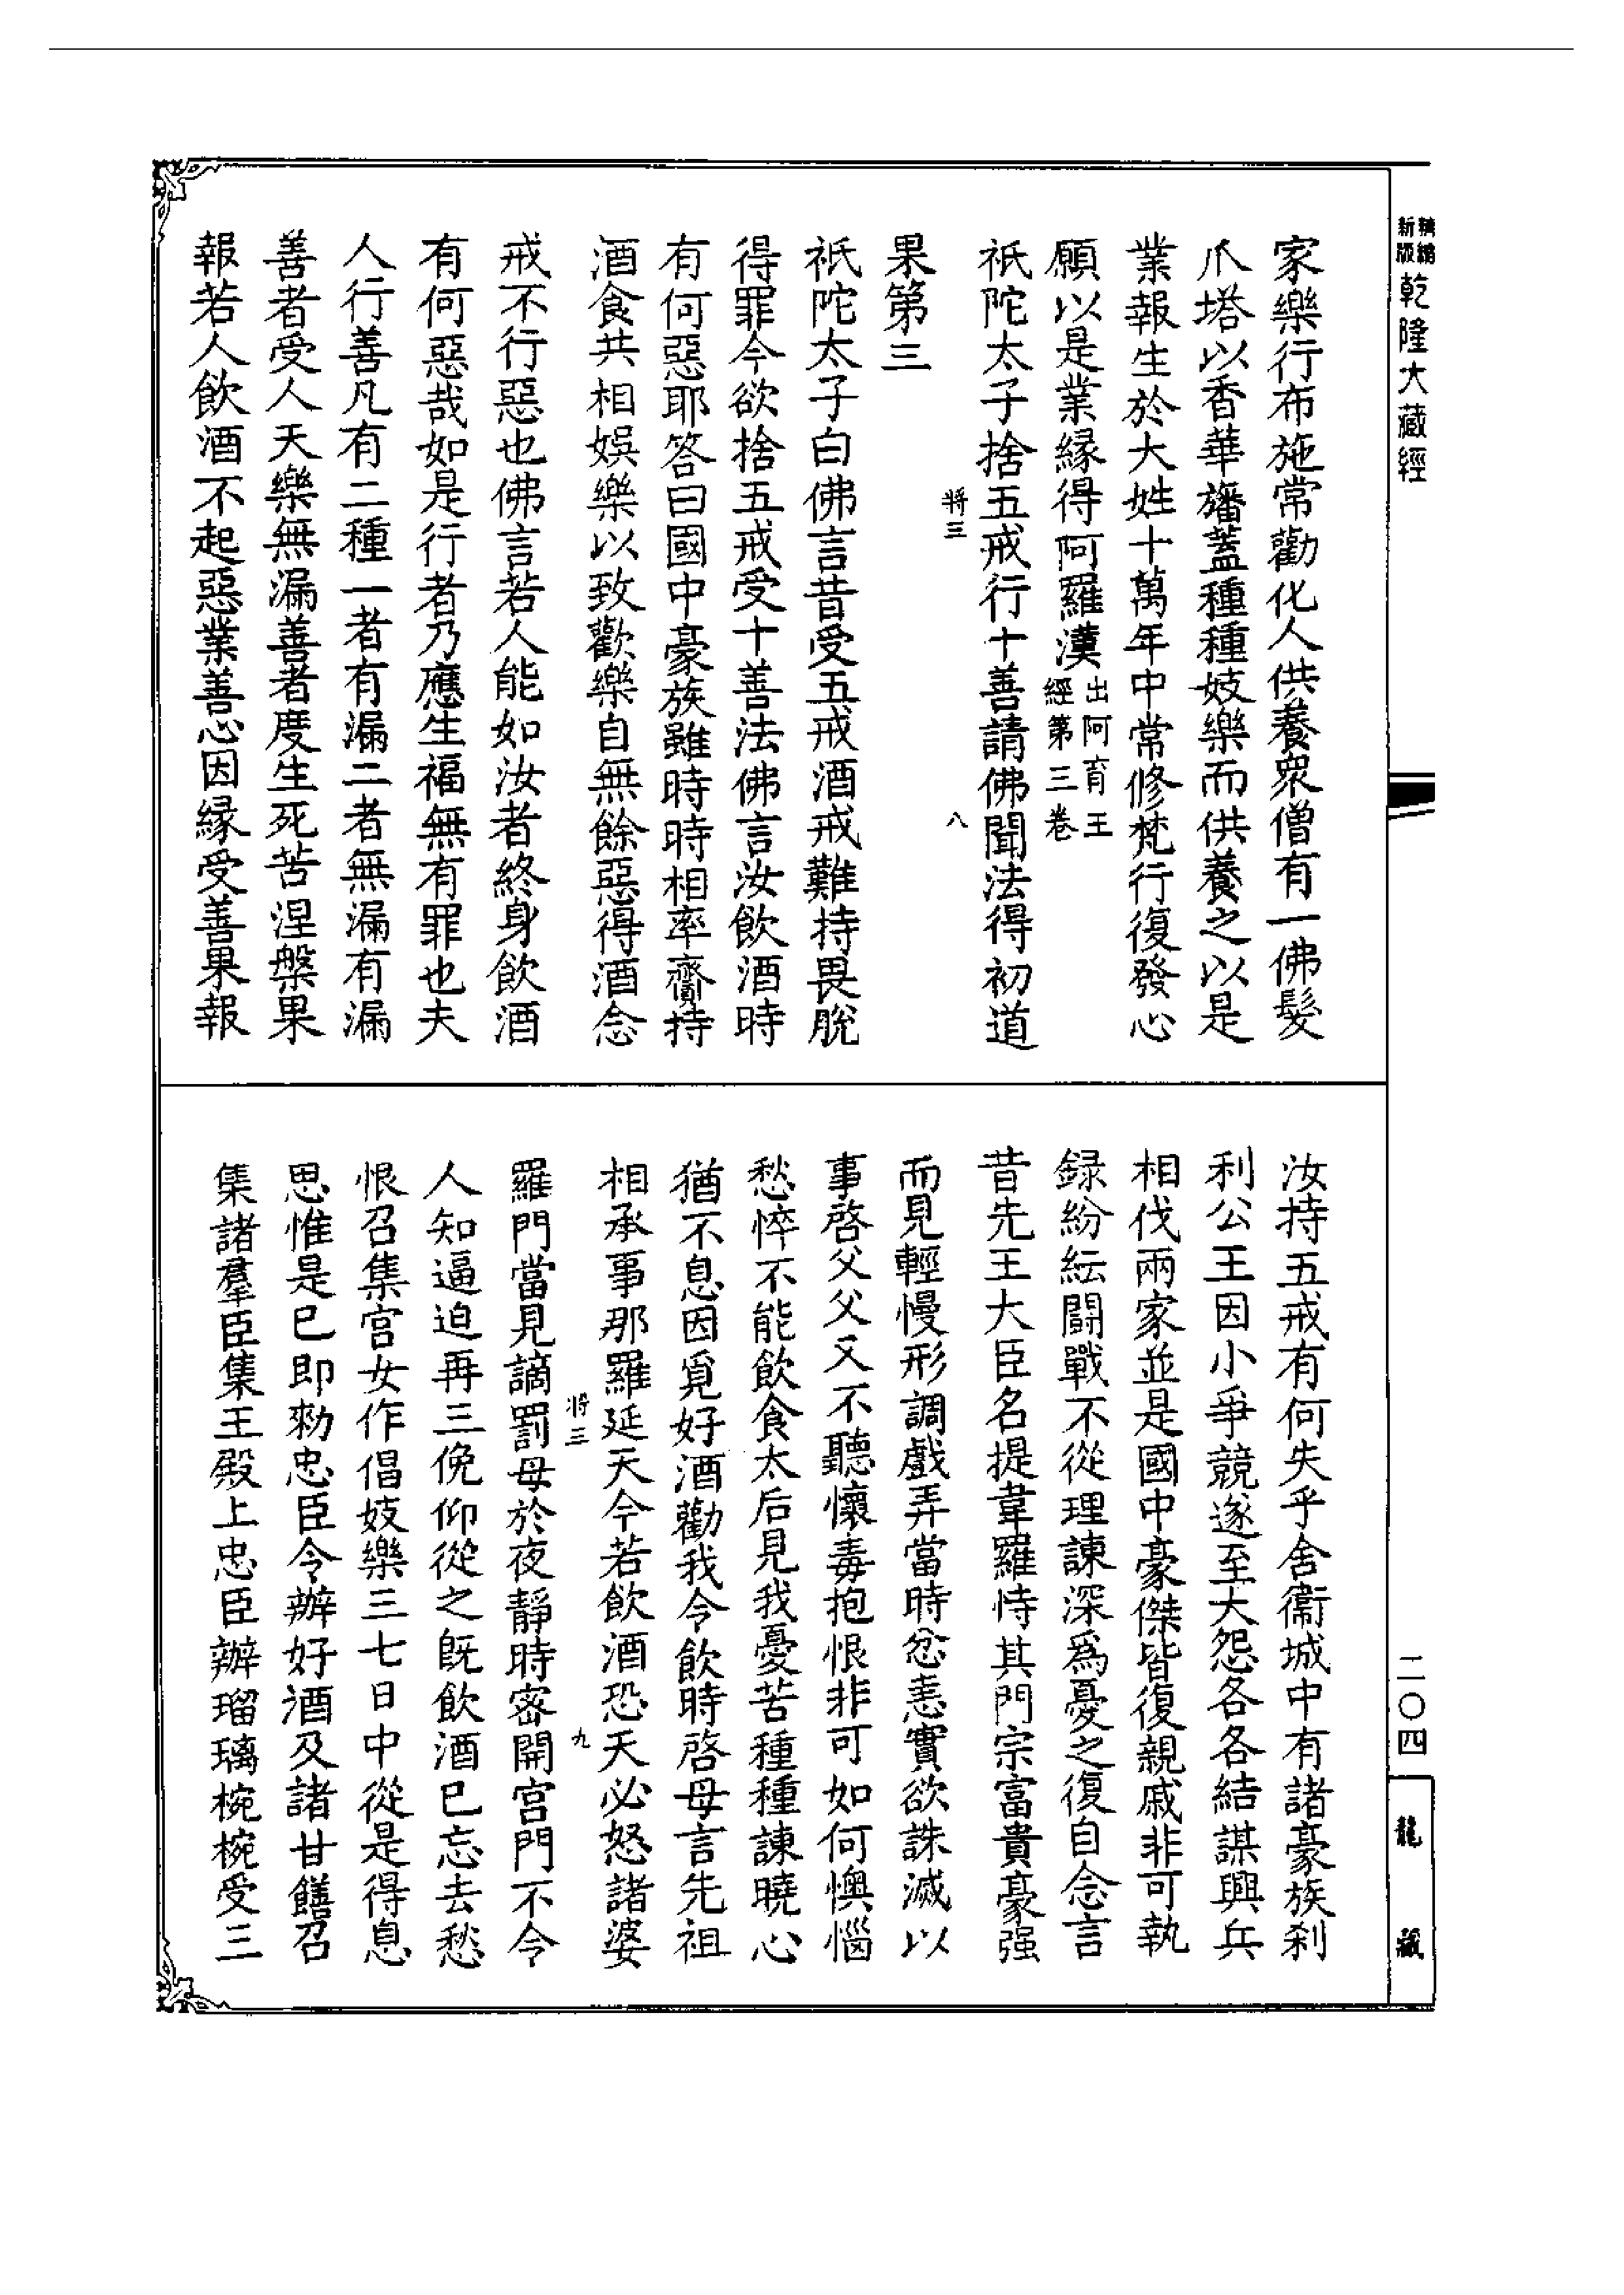 精編
新版
乾隆大藏經
家樂行布施常勸化人供養衆僧有一佛髮
爪塔以香華旛蓋種種妓樂而供養之以是
業報生於大姓十萬年中常修梵行復發心
願以是業緣得阿羅漢出阿育王經第三卷
祇陀太子捨五戒行十善請佛聞法得初道
將三 八
果第三
祇陀太子白佛言昔受五戒酒戒難持畏脫
得罪今欲捨五戒受十善法佛言汝飲酒時
有何惡耶答曰國中豪族雖時時相率齎持
酒食共相娛樂以致歡樂自無餘惡得酒念
戒不行惡也佛言若人能如汝者終身飲酒
有何惡哉如是行者乃應生福無有罪也夫
人行善凡有二種一者有漏二者無漏有漏
善者受人天樂無漏善者度生死苦涅槃果
報若人飲酒不起惡業善心因緣受善果報
汝持五戒有何失乎舍衞城中有諸豪族刹
利公王因小爭競遂至大怨各各結謀興兵
相伐兩家並是國中豪傑皆復親戚非可執
録紛紜鬪戰不從理諫深爲憂之復自念言
昔先王大臣名提韋羅恃其門宗富貴豪强
而見輕慢形調戲弄當時忿恚實欲誅滅以
事啓父父又不聽懷毒抱恨非可如何懊惱
愁悴不能飲食太后見我憂苦種種諫曉心
猶不息因覓好酒勸我令飲時啓母言先祖
相承事那羅延天今若飲酒恐天必怒諸婆
將三 九
羅門當見謫罰母於夜靜時密開宮門不令
人知逼迫再三俛仰從之既飲酒已忘去愁
恨召集宮女作倡妓樂三七日中從是得息
思惟是已即勑忠臣令辦好酒及諸甘饍召
集諸羣臣集王殿上忠臣辦瑠璃椀椀受三
二〇四
龍藏